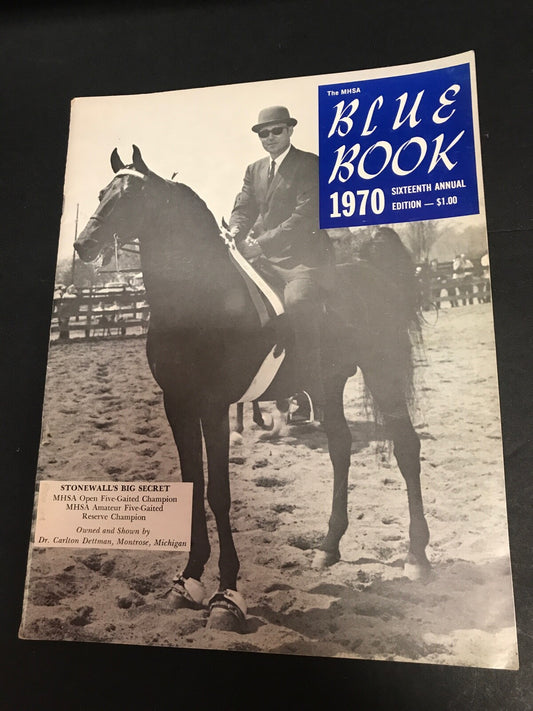 The MHSA
BLUE
BOOK
1970
SIXTEENTH ANNUAL
EDITION — $1.00
STONEWALL'S BIG SECRET
MHSA Open Five-Gaited Champion
MHSA Amateur Five-Gaited
Reserve Champion
Owned and Shown by
Dr. Carlton Dettman, Montrose, Michigan